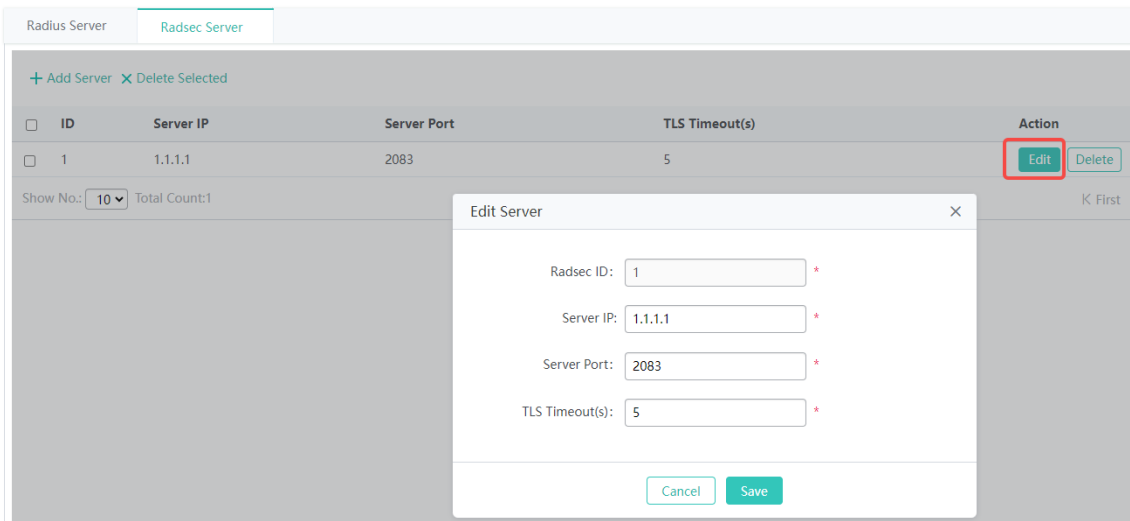 Radius Server Radsec Server
Add Server Delete Selected
ID Server IP Server Port TLS Timeout(s) Action
1 1.1.1.1 2083 5 Edit Delete
Show No.: 10 Total Count:1 First
Edit Server
Radsec ID: 1 *
Server IP: 1.1.1.1 *
Server Port: 2083 *
TLS Timeout(s): 5 *
Cancel Save